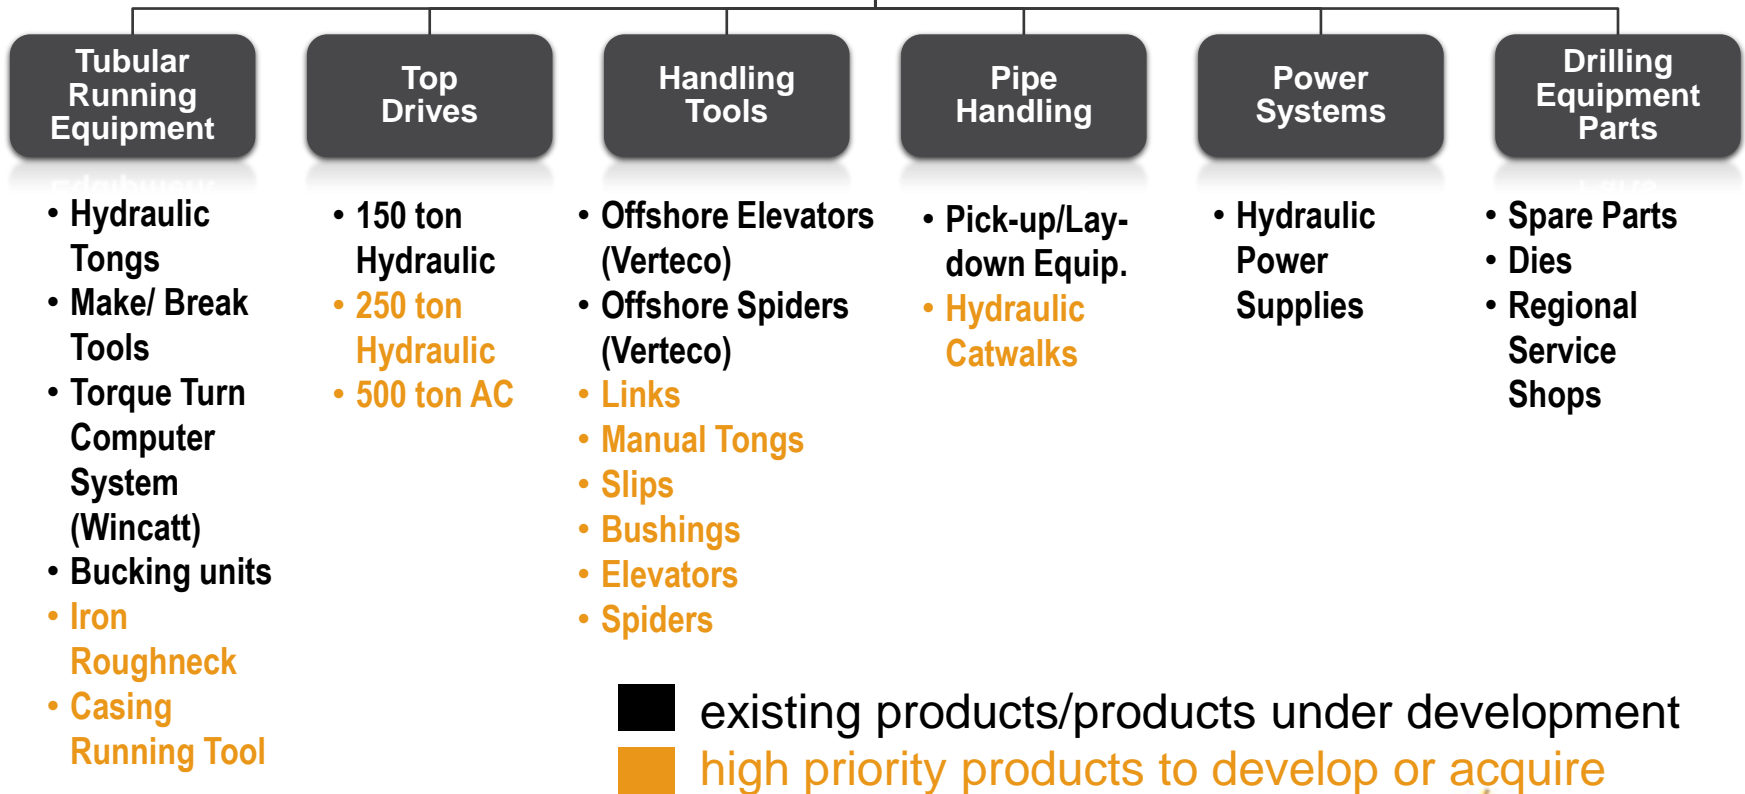 Tubular
Running
Equipment
Top
Drives
Handling
Tools
Pipe
Handling
Power
Systems
Drilling
Equipment
Parts
• Hydraulic
Tongs
• Make/ Break
Tools
• Torque Turn
Computer
System
(Wincatt)
• Bucking units
• Iron
Roughneck
• Casing
Running Tool
• 150 ton
Hydraulic
• 250 ton
Hydraulic
• 500 ton AC
• Offshore Elevators
(Verteco)
• Offshore Spiders
(Verteco)
• Links
• Manual Tongs
• Slips
• Bushings
• Elevators
• Spiders
• Pick-up/Lay-
down Equip.
• Hydraulic
Catwalks
• Hydraulic
Power
Supplies
• Spare Parts
• Dies
• Regional
Service
Shops
existing products/products under development
high priority products to develop or acquire